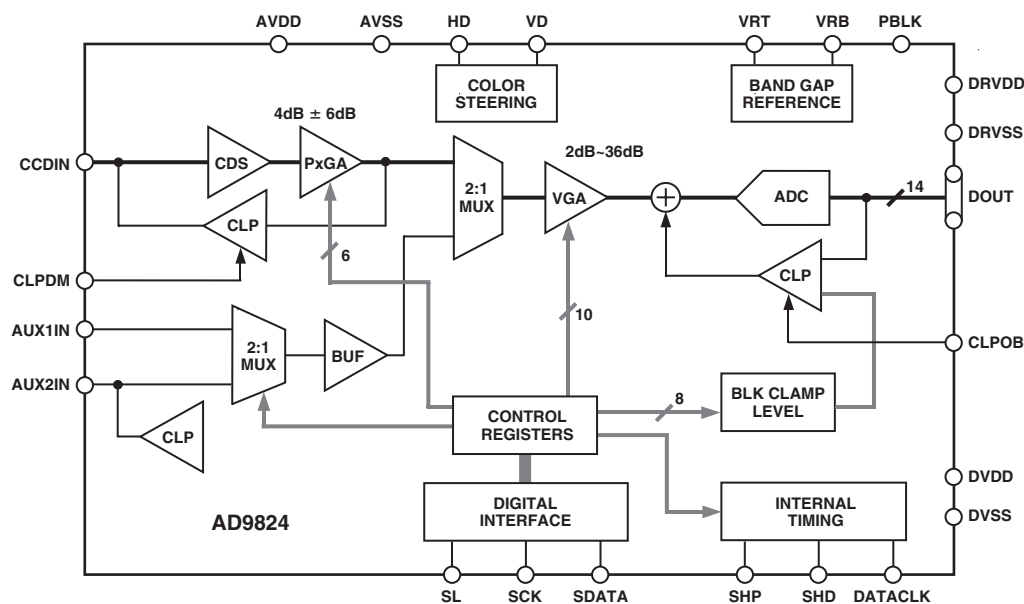 AVDD
AVSS
HD
VD
VRT
VRB
PBLK
COLOR
STEERING
BAND GAP
REFERENCE
DRVDD
DRVSS
4dB ± 6dB
2dB~36dB
CCDIN
CDS
PxGA
2:1
MUX
VGA
ADC
14
DOUT
CLP
6
CLP
CLPDM
10
AUX1IN
2:1
MUX
BUF
CLPOB
AUX2IN
8
BLK CLAMP
LEVEL
CONTROL
REGISTERS
CLP
DVDD
DIGITAL
INTERFACE
INTERNAL
TIMING
AD9824
DVSS
SL
SCK
SDATA
SHP
SHD
DATACLK